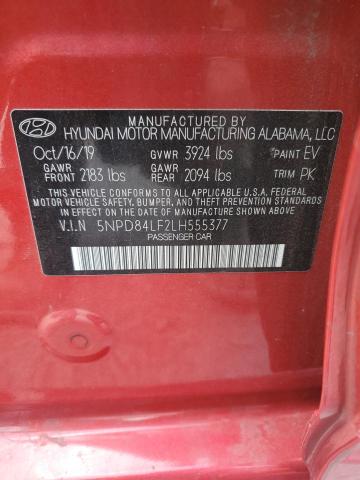 MANUFACTURED BY
HYUNDAI MOTOR MANUFACTURING ALABAMA, LLC
Oct/16/19 GVWR 3924 lbs PAINT EV
GAWR FRONT 2183 lbs GAWR REAR 2094 lbs TRIM PK
THIS VEHICLE CONFORMS TO ALL APPLICABLE U.S.A. FEDERAL
MOTOR VEHICLE SAFETY, BUMPER, AND THEFT PREVENTION
STANDARDS IN EFFECT ON THE DATE OF MANUFACTURE SHOWN ABOVE.
V.I.N 5NPD84LF2LH555377
PASSENGER CAR